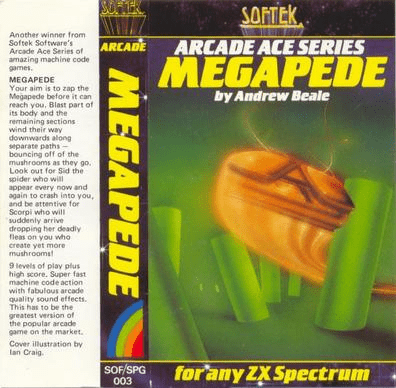 Another winner from
Softek Software's
Arcade Ace Series of
amazing machine code
games.
MEGAPEDE
Your aim is to zap the
Megapede before it can
reach you. Blast part of
its body and the
remaining sections
wind their way
downwards along
separate paths –
bouncing off of the
mushrooms as they go.
Look out for Sid the
spider who will
appear every now and
again to crash into you,
and be attentive for
Scorpi who will
suddenly arrive
dropping her deadly
fleas on you who
create yet more
mushrooms!
9 levels of play plus
high score. Super fast
machine code action
with fabulous arcade
quality sound effects.
This has to be the
greatest version of
the popular arcade
game on the market.
Cover illustration by
Ian Craig.
SOFTEK
ARCADE
MEGAPEDE
SOF/SPG
003
SOFTEK
ARCADE ACE SERIES
MEGAPEDE
by Andrew Beale
for any ZX Spectrum